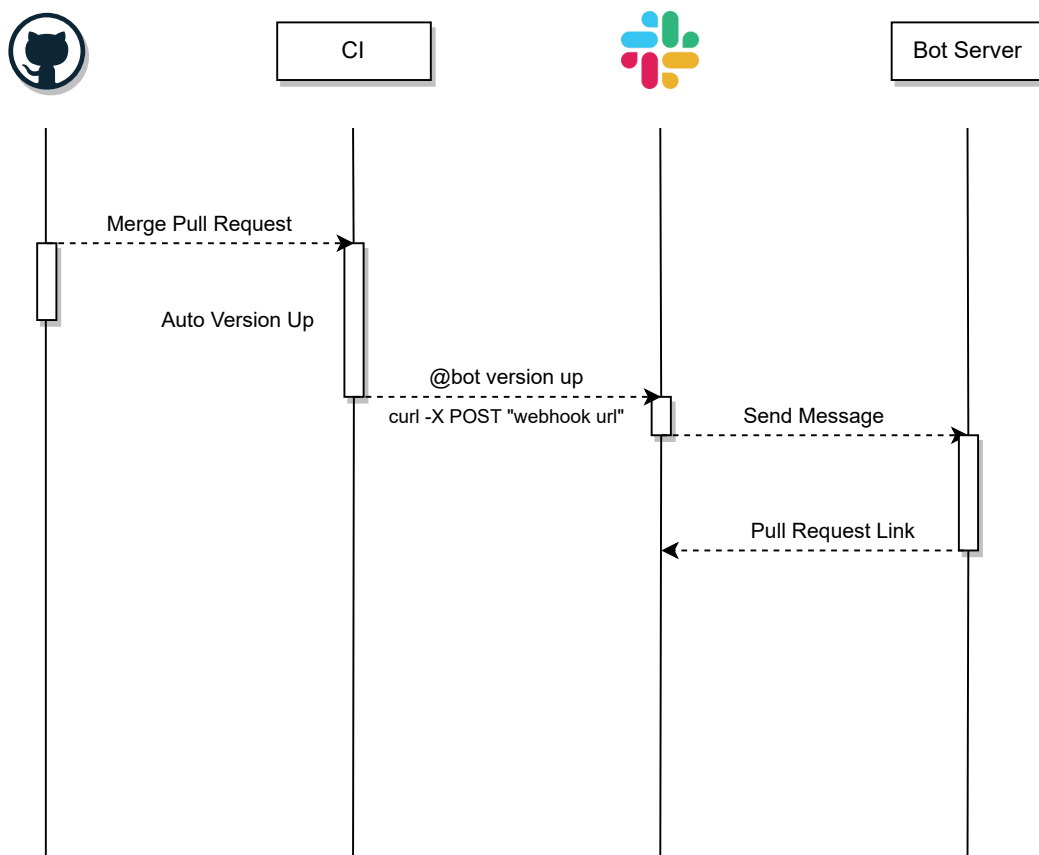 CI
Bot Server
Merge Pull Request
Auto Version Up
@bot version up
curl -X POST "webhook url"
Send Message
Pull Request Link